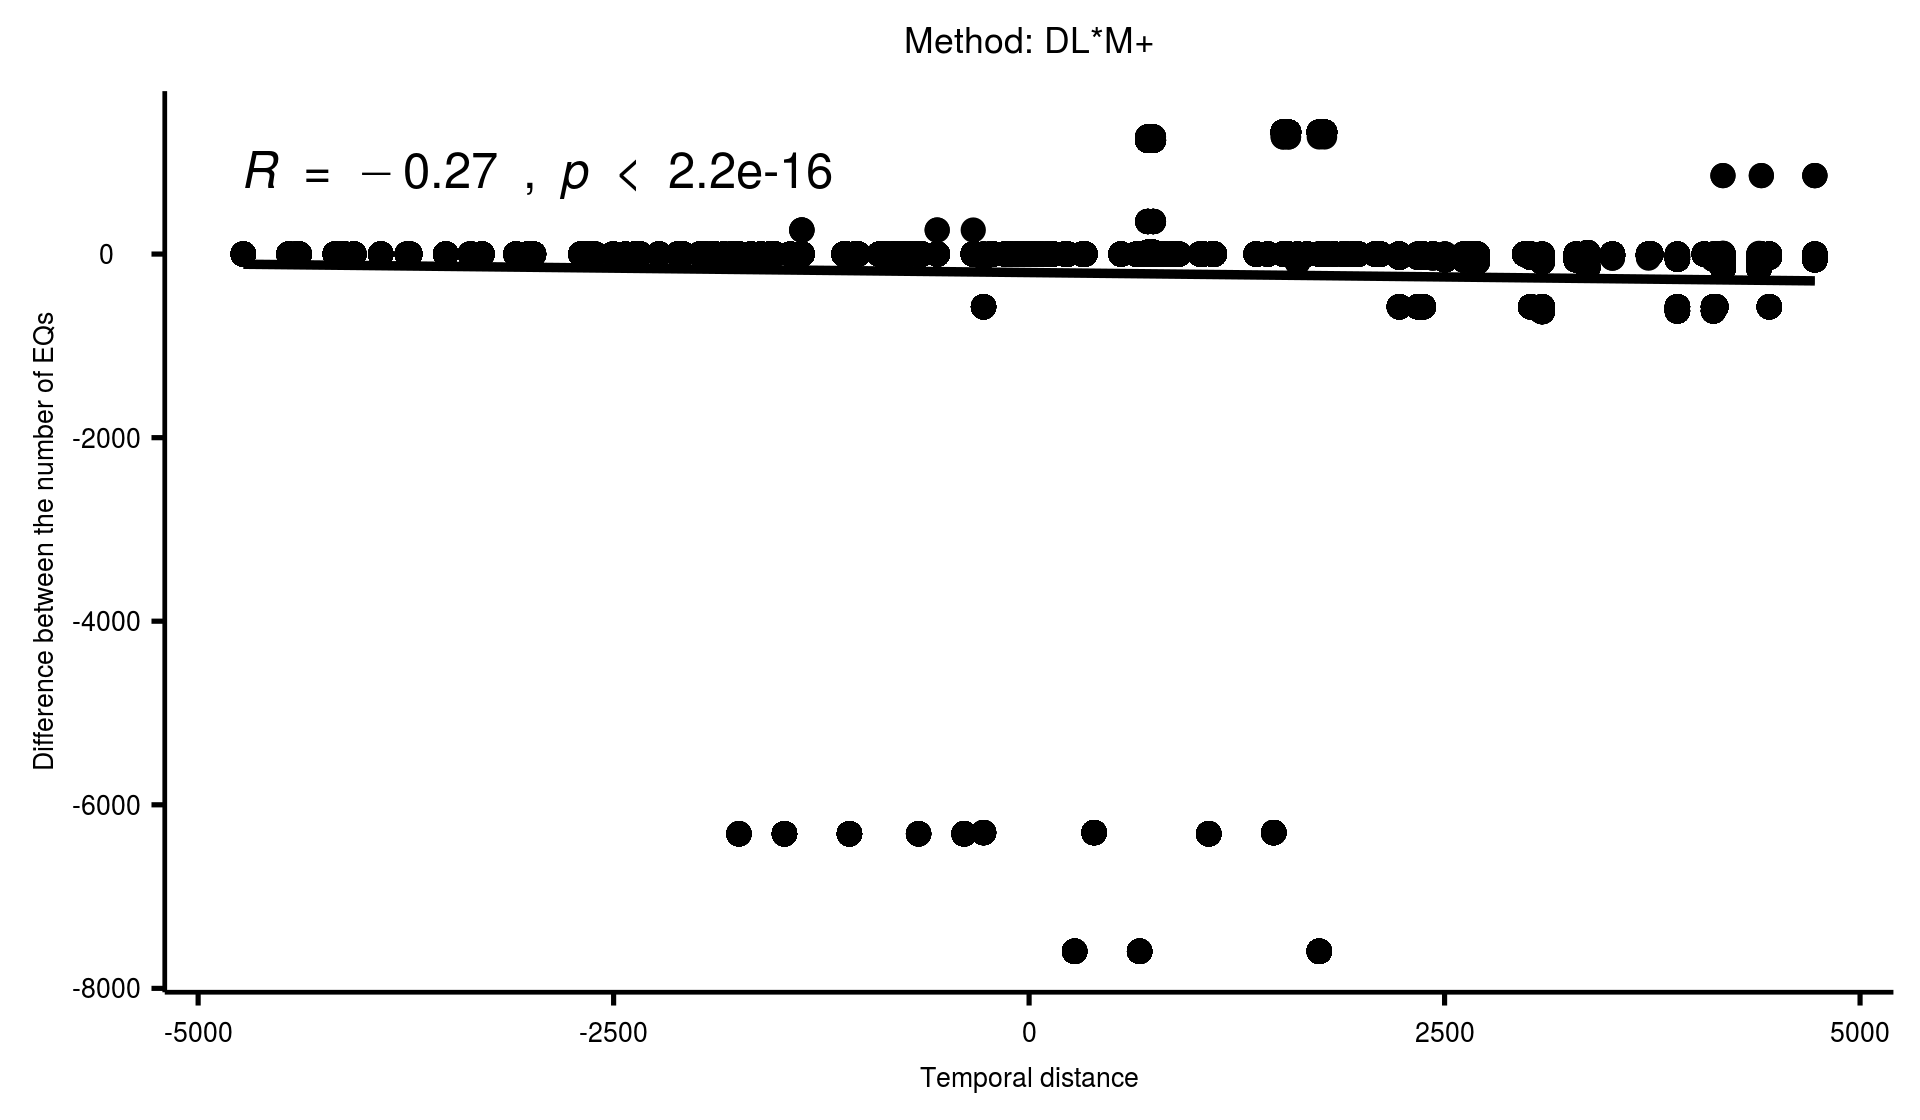 Method: DL*M+
R = −0.27 , p < 2.2e-16
Difference between the number of EQs
0
-2000
-4000
-6000
-8000
-5000 -2500 0 2500 5000
Temporal distance